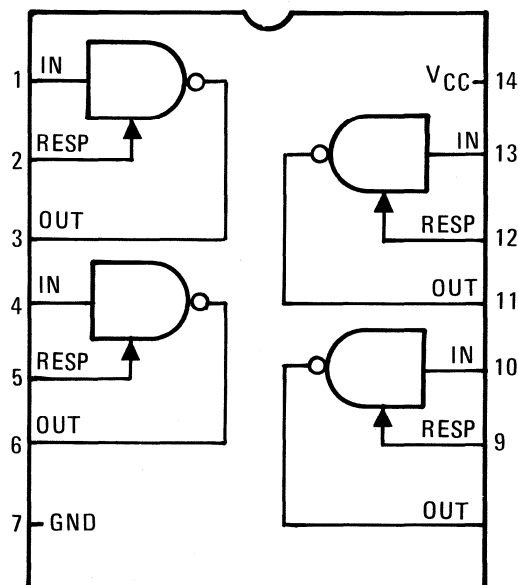 1 IN
2 RESP
3 OUT
4 IN
5 RESP
6 OUT
7 GND
VCC 14
IN 13
RESP 12
OUT 11
IN 10
RESP 9
OUT